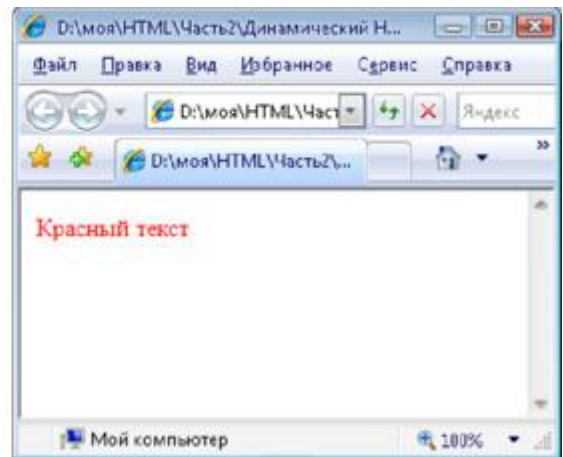 D:\моя\HTML\Часть2\Динамический H...
Файл Правка Вид Избранное Сервис Справка
D:\моя\HTML\Част
Яндекс
D:\моя\HTML\Часть2\...
»
Красный текст
Мой компьютер 100%